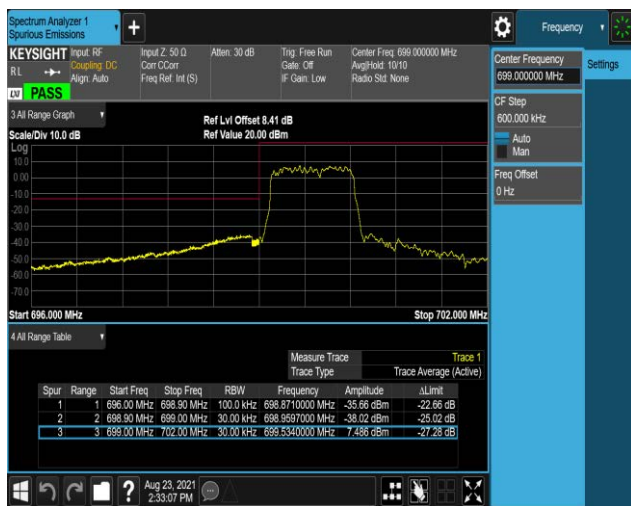 Spectrum Analyzer 1
Spurious Emissions
+
Frequency
KEYSIGHT
RL
Input: RF
Coupling: DC
Align: Auto
Input Z: 50 Ω
Corr CCorr
Freq Ref: Int (S)
Atten: 30 dB
Trig: Free Run
Gate: Off
IF Gain: Low
Center Freq: 699.000000 MHz
Avg|Hold: 10/10
Radio Std: None
LXI PASS
3 All Range Graph
Scale/Div 10.0 dB
Ref Lvl Offset 8.41 dB
Ref Value 20.00 dBm
Log
10.0
0.00
-10.0
-20.0
-30.0
-40.0
-50.0
-60.0
-70.0
Start 696.000 MHz
Stop 702.000 MHz
4 All Range Table
Measure Trace Trace 1
Trace Type Trace Average (Active)
Spur Range Start Freq Stop Freq RBW Frequency Amplitude ΔLimit
1 1 696.00 MHz 698.90 MHz 100.0 kHz 698.8710000 MHz -35.66 dBm -22.66 dB
2 2 698.90 MHz 699.00 MHz 30.00 kHz 698.9597000 MHz -38.02 dBm -25.02 dB
3 3 699.00 MHz 702.00 MHz 30.00 kHz 699.5340000 MHz 7.486 dBm -27.28 dB
Center Frequency
699.000000 MHz
Settings
CF Step
600.000 kHz
Auto
Man
Freq Offset
0 Hz
?
Aug 23, 2021
2:33:07 PM